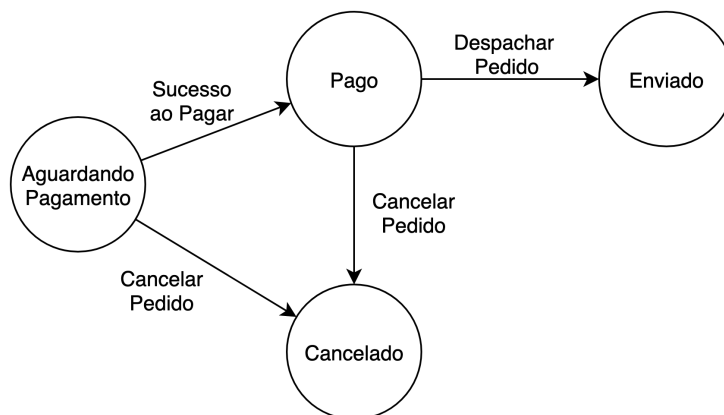 Despachar
Pedido
Pago
Enviado
Sucesso
ao Pagar
Aguardando
Pagamento
Cancelar
Pedido
Cancelar
Pedido
Cancelado